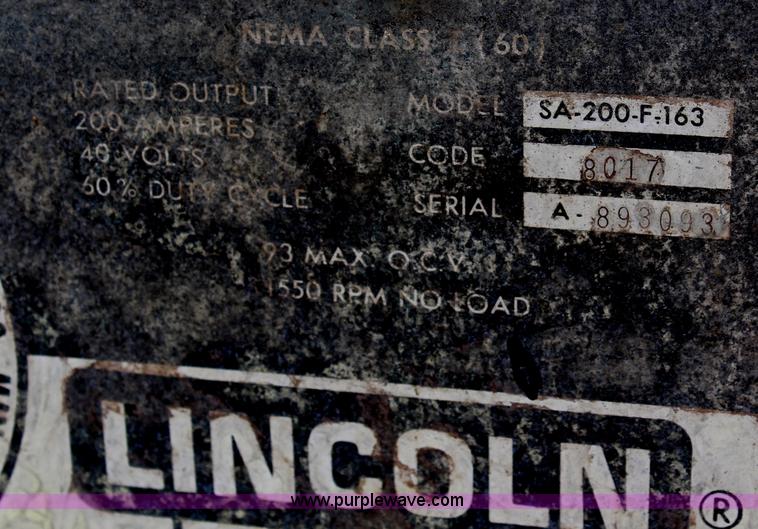 NEMA CLASS I (60)
RATED OUTPUT
200 AMPERES
40 VOLTS
60% DUTY CYCLE
MODEL SA-200-F-163
CODE 8017
SERIAL A-893093
93 MAX. O.C.V.
1550 RPM NO LOAD
LINCOLN ®
www.purplewave.com